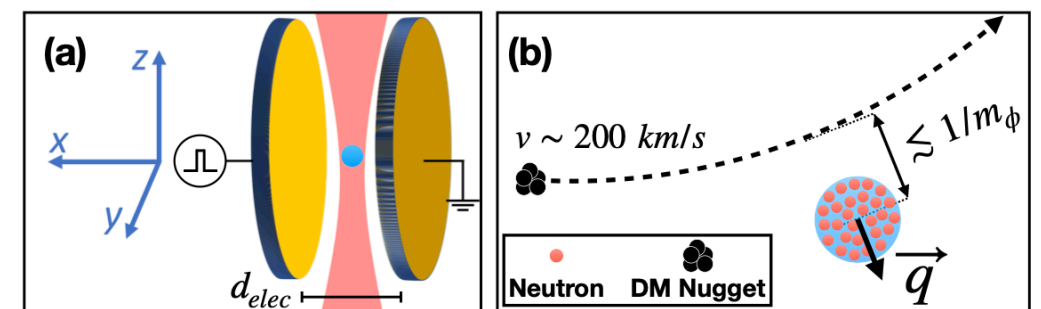 (a)
z
x
y
d_elec
(b)
v ~ 200 km/s
≲ 1/m_ϕ
q⃗
Neutron
DM Nugget